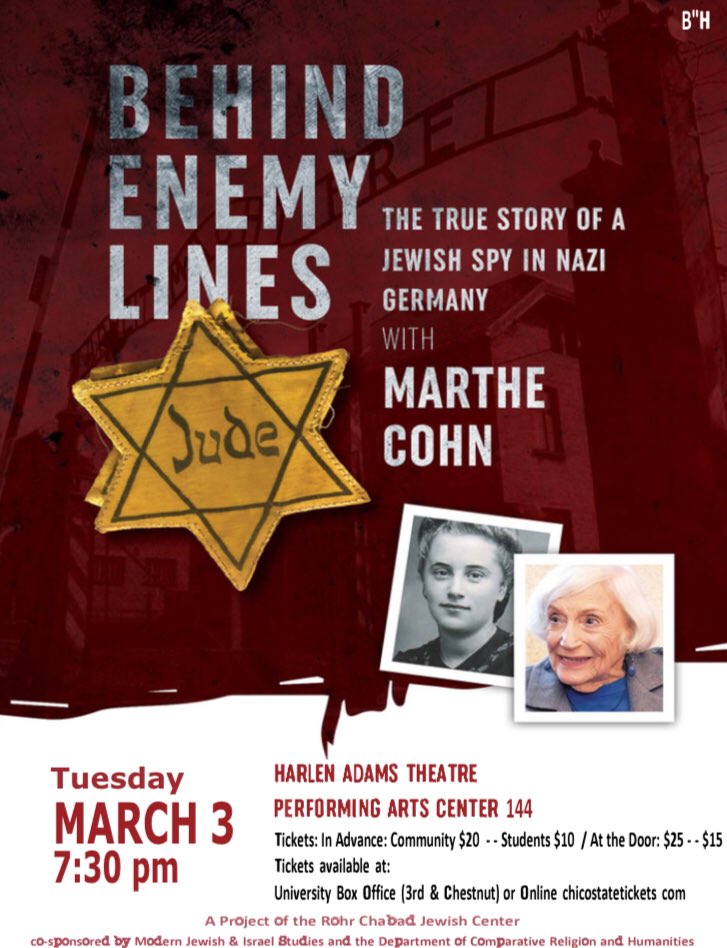 B"H
BEHIND
ENEMY
LINES
THE TRUE STORY OF A
JEWISH SPY IN NAZI
GERMANY
WITH
MARTHE
COHN
Jude
Tuesday
MARCH 3
7:30 pm
HARLEN ADAMS THEATRE
PERFORMING ARTS CENTER 144
Tickets: In Advance: Community $20 - - Students $10 / At the Door: $25 - - $15
Tickets available at:
University Box Office (3rd & Chestnut) or Online chicostatetickets com
A Project of the Rohr Chabad Jewish Center
co-sponsored by Modern Jewish & Israel Studies and the Department of Comparative Religion and Humanities